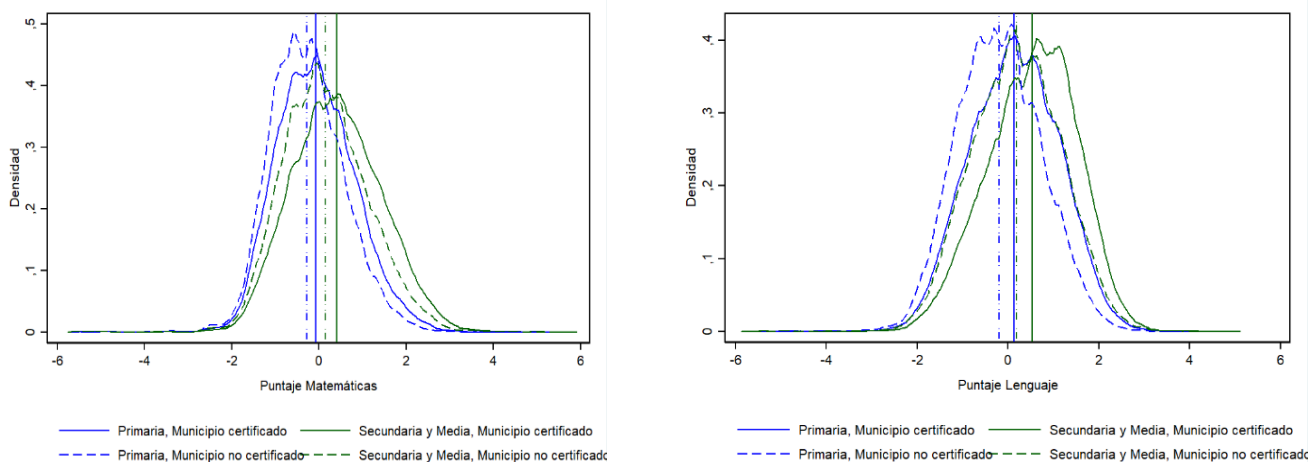 ,5
,4
,3
,2
,1
0
Densidad
-6 -4 -2 0 2 4 6
Puntaje Matemáticas
Primaria, Municipio certificado Secundaria y Media, Municipio certificado
Primaria, Municipio no certificado Secundaria y Media, Municipio no certificado
,4
,3
,2
,1
0
Densidad
-6 -4 -2 0 2 4 6
Puntaje Lenguaje
Primaria, Municipio certificado Secundaria y Media, Municipio certificado
Primaria, Municipio no certificado Secundaria y Media, Municipio no certificado